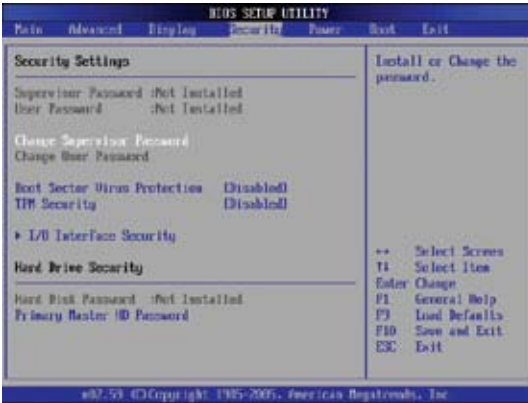 BIOS SETUP UTILITY
Main Advanced Display Security Power Boot Exit
Security Settings
Supervisor Password :Not Installed
User Password :Not Installed
Change Supervisor Password
Change User Password
Boot Sector Virus Protection [Disabled]
TPM Security [Disabled]
▶ I/O Interface Security
Hard Drive Security
Hard Disk Password :Not Installed
Primary Master HD Password
Install or Change the
password.
↔ Select Screen
↑↓ Select Item
Enter Change
F1 General Help
F9 Load Defaults
F10 Save and Exit
ESC Exit
v02.59 (C)Copyright 1985-2005, American Megatrends, Inc